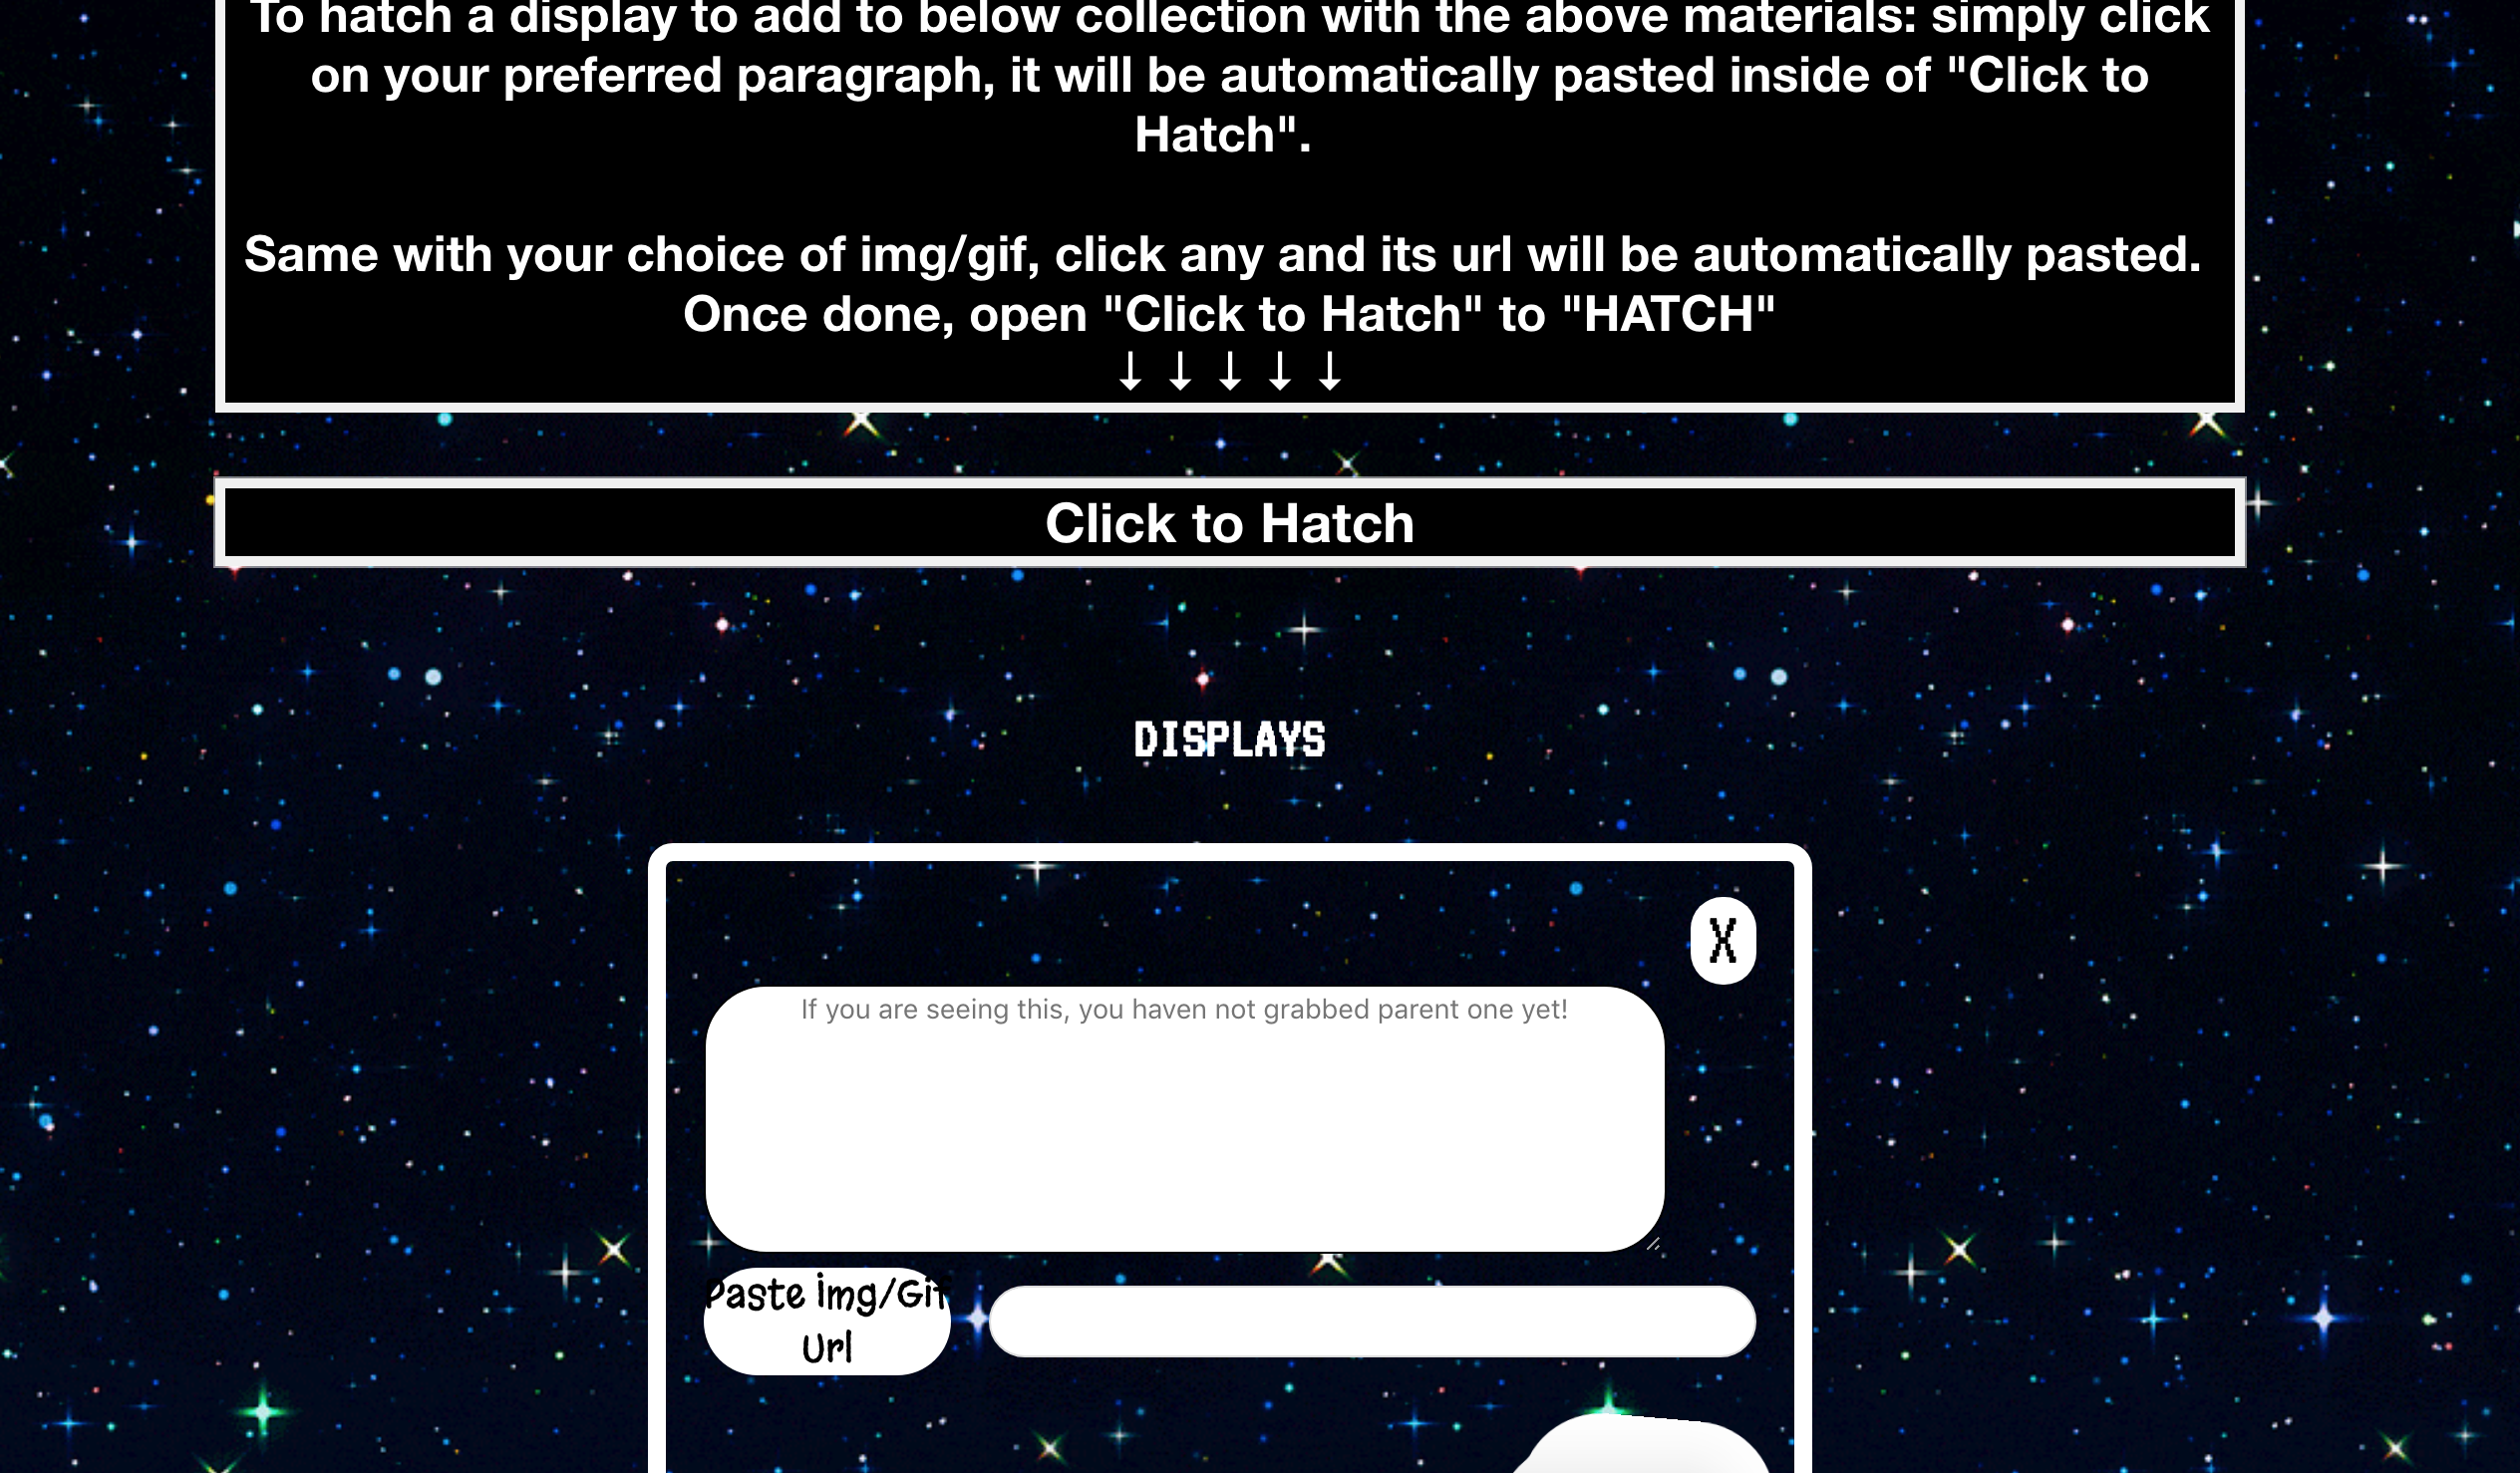 To hatch a display to add to below collection with the above materials: simply click
on your preferred paragraph, it will be automatically pasted inside of "Click to
Hatch".
Same with your choice of img/gif, click any and its url will be automatically pasted.
Once done, open "Click to Hatch" to "HATCH"
↓ ↓ ↓ ↓ ↓
Click to Hatch
DISPLAYS
X
If you are seeing this, you haven not grabbed parent one yet!
Paste img/Gif
Url